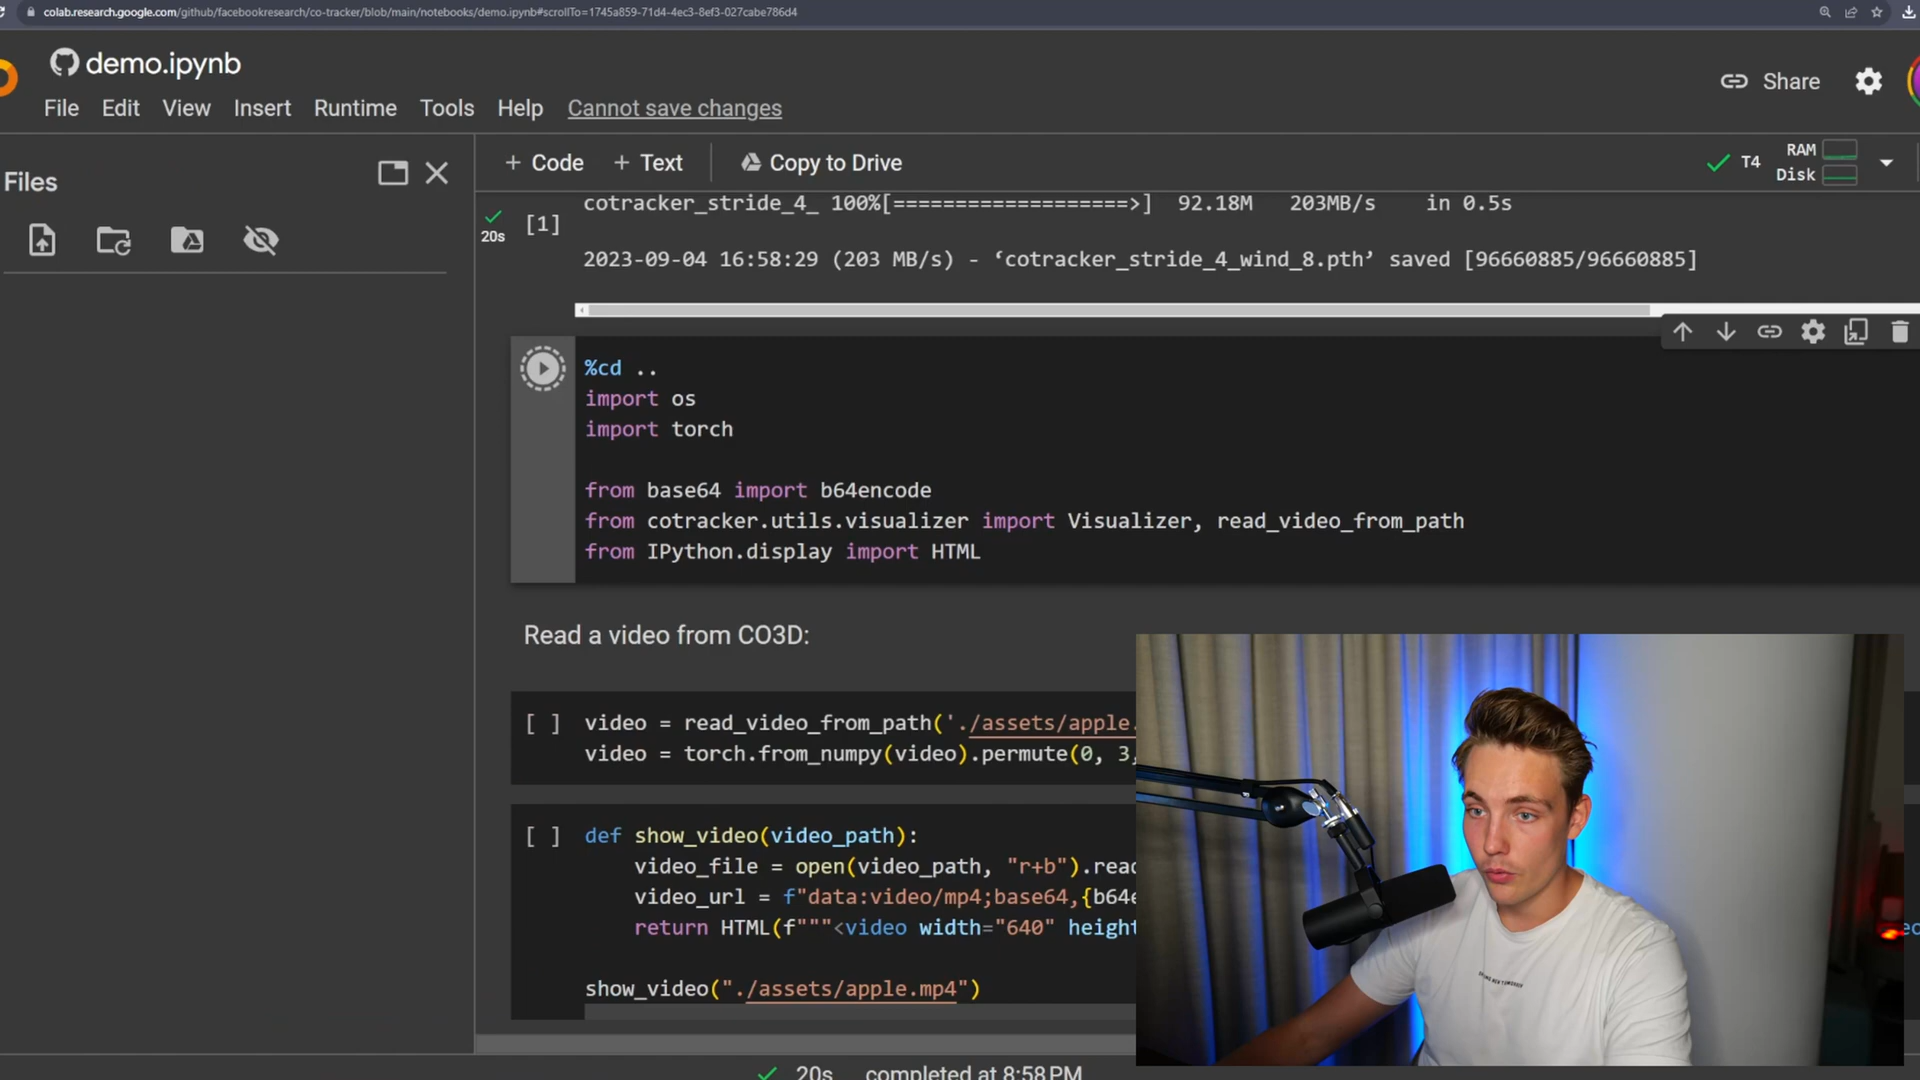 colab.research.google.com/github/facebookresearch/co-tracker/blob/main/notebooks/demo.ipynb#scrollTo=1745a859-71d4-4ec3-8ef3-027cabe786d4
demo.ipynb
Share
File Edit View Insert Runtime Tools Help Cannot save changes
Files
+ Code + Text Copy to Drive
T4 RAM
Disk
cotracker_stride_4_ 100%[===================>] 92.18M 203MB/s in 0.5s
20s [1]
2023-09-04 16:58:29 (203 MB/s) - ‘cotracker_stride_4_wind_8.pth’ saved [96660885/96660885]
%cd ..
import os
import torch
from base64 import b64encode
from cotracker.utils.visualizer import Visualizer, read_video_from_path
from IPython.display import HTML
Read a video from CO3D:
[ ] video = read_video_from_path('./assets/apple.
video = torch.from_numpy(video).permute(0, 3,
[ ] def show_video(video_path):
video_file = open(video_path, "r+b").read
video_url = f"data:video/mp4;base64,{b64e
return HTML(f"""<video width="640" height
show_video("./assets/apple.mp4")
20s completed at 8:58 PM